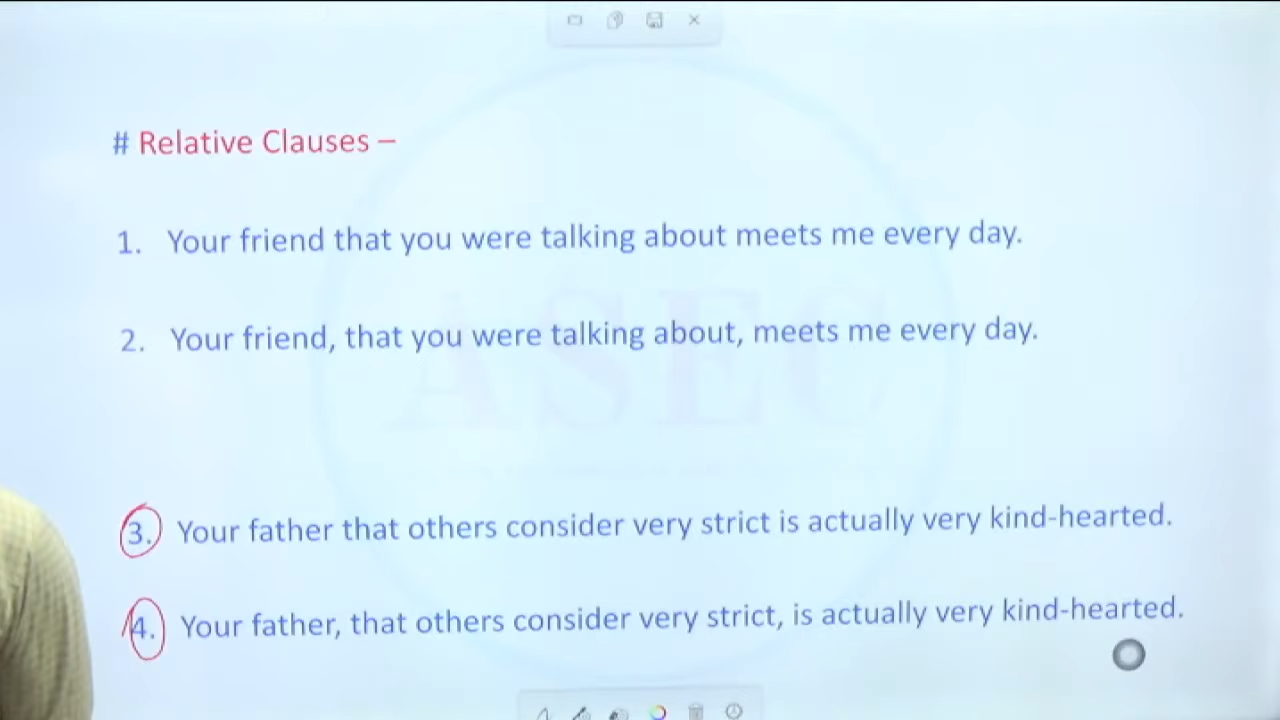 # Relative Clauses –
1. Your friend that you were talking about meets me every day.
2. Your friend, that you were talking about, meets me every day.
ASEC
3. Your father that others consider very strict is actually very kind-hearted.
4. Your father, that others consider very strict, is actually very kind-hearted.